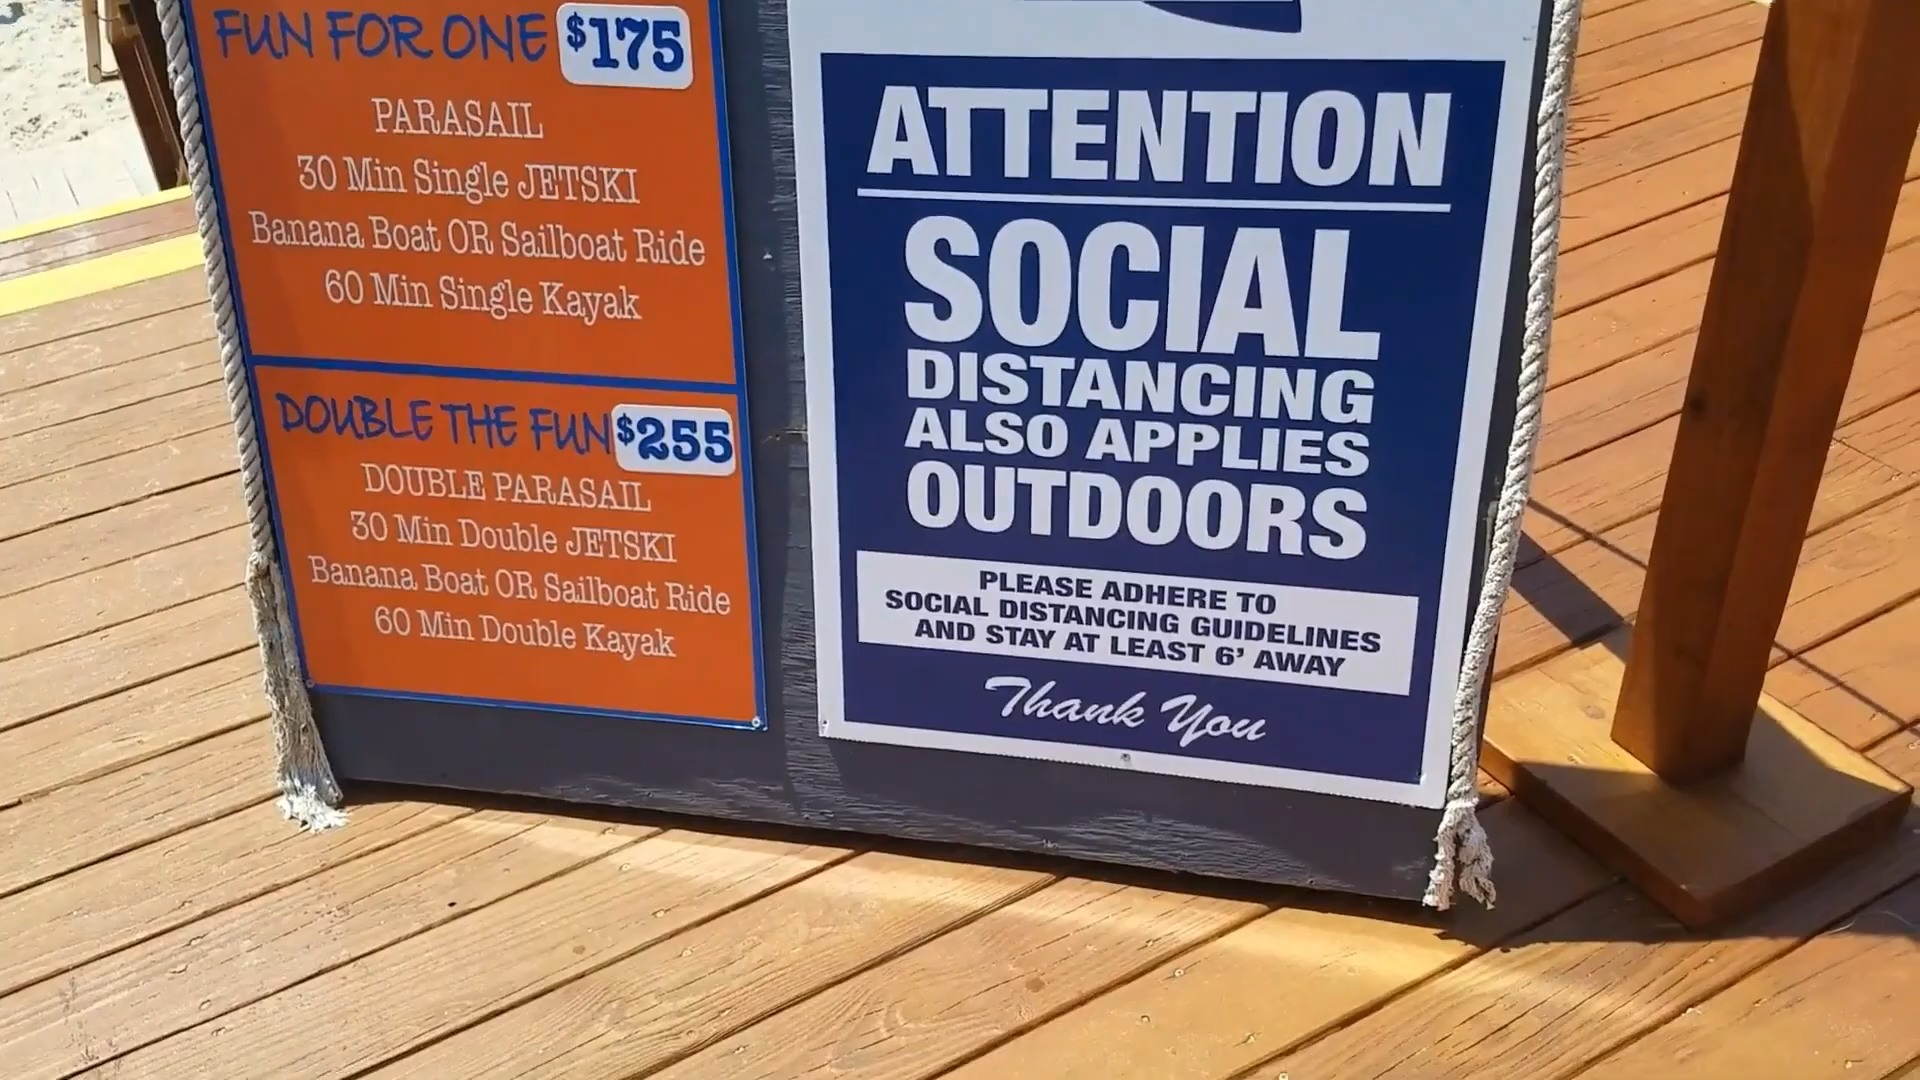 FUN FOR ONE $175
PARASAIL
30 Min Single JETSKI
Banana Boat OR Sailboat Ride
60 Min Single Kayak
DOUBLE THE FUN $255
DOUBLE PARASAIL
30 Min Double JETSKI
Banana Boat OR Sailboat Ride
60 Min Double Kayak
ATTENTION
SOCIAL
DISTANCING
ALSO APPLIES
OUTDOORS
PLEASE ADHERE TO
SOCIAL DISTANCING GUIDELINES
AND STAY AT LEAST 6' AWAY
Thank You